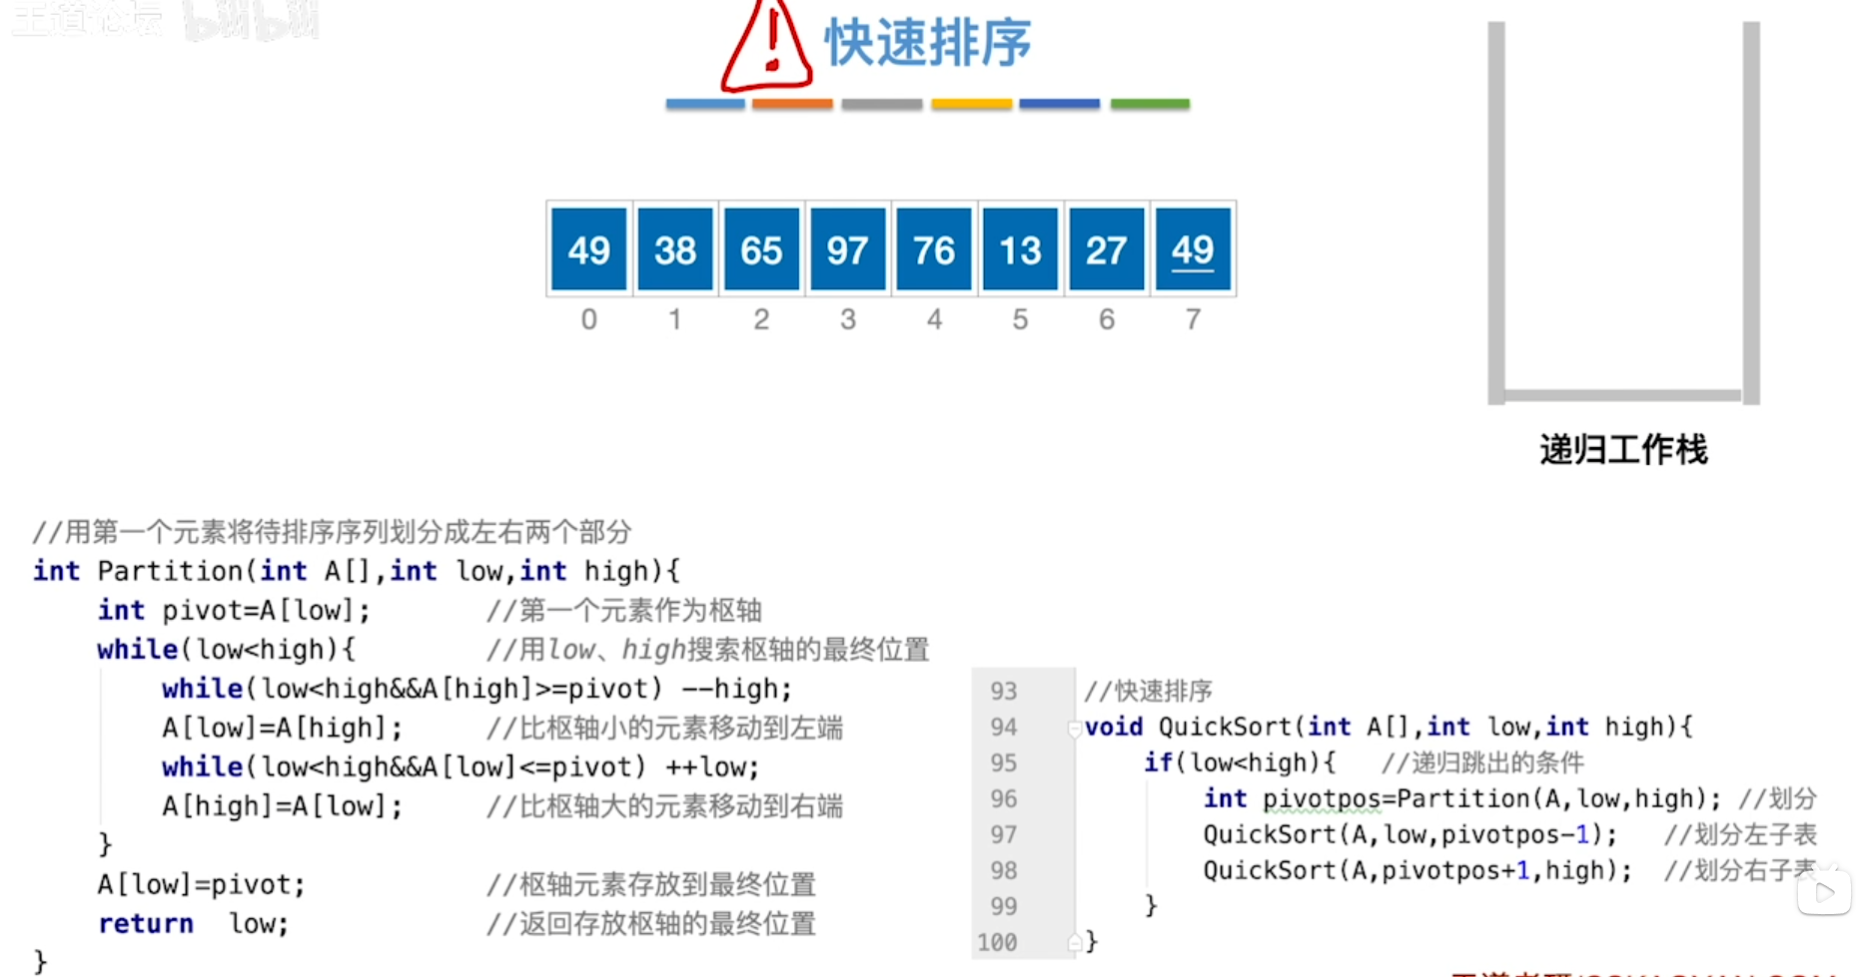 王道论坛 bilibili
快速排序
49 38 65 97 76 13 27 49
0 1 2 3 4 5 6 7
递归工作栈
//用第一个元素将待排序序列划分成左右两个部分
int Partition(int A[],int low,int high){
int pivot=A[low]; //第一个元素作为枢轴
while(low<high){ //用low、high搜索枢轴的最终位置
while(low<high&&A[high]>=pivot) --high;
A[low]=A[high]; //比枢轴小的元素移动到左端
while(low<high&&A[low]<=pivot) ++low;
A[high]=A[low]; //比枢轴大的元素移动到右端
}
A[low]=pivot; //枢轴元素存放到最终位置
return low; //返回存放枢轴的最终位置
}
93 //快速排序
94 void QuickSort(int A[],int low,int high){
95 if(low<high){ //递归跳出的条件
96 int pivotpos=Partition(A,low,high); //划分
97 QuickSort(A,low,pivotpos-1); //划分左子表
98 QuickSort(A,pivotpos+1,high); //划分右子表
99 }
100 }